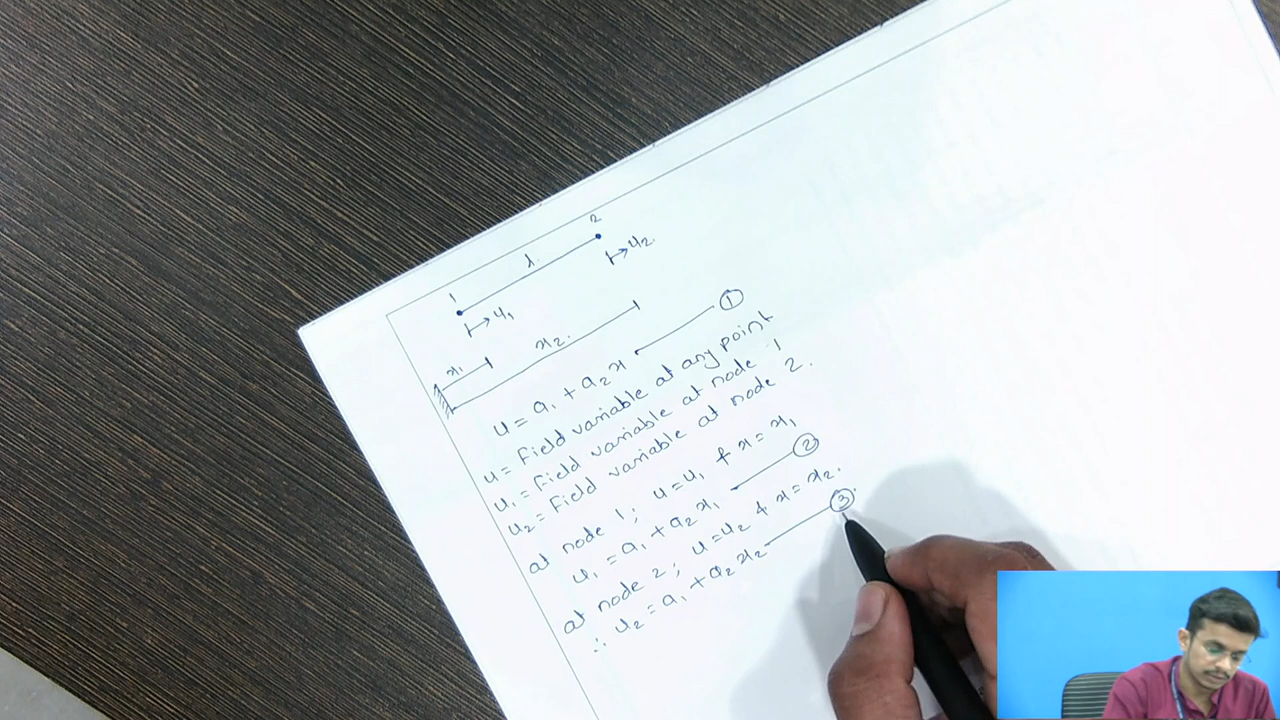 1 l. 2
u₁ u₂.
x₁ x₂.
u = a₁ + a₂x ①
u = Field variable at any point
u₁ = Field variable at node 1
u₂ = Field variable at node 2.
at node 1; u = u₁ & x = x₁
u₁ = a₁ + a₂x₁ ②
at node 2; u = u₂ & x = x₂.
∴ u₂ = a₁ + a₂x₂ ③